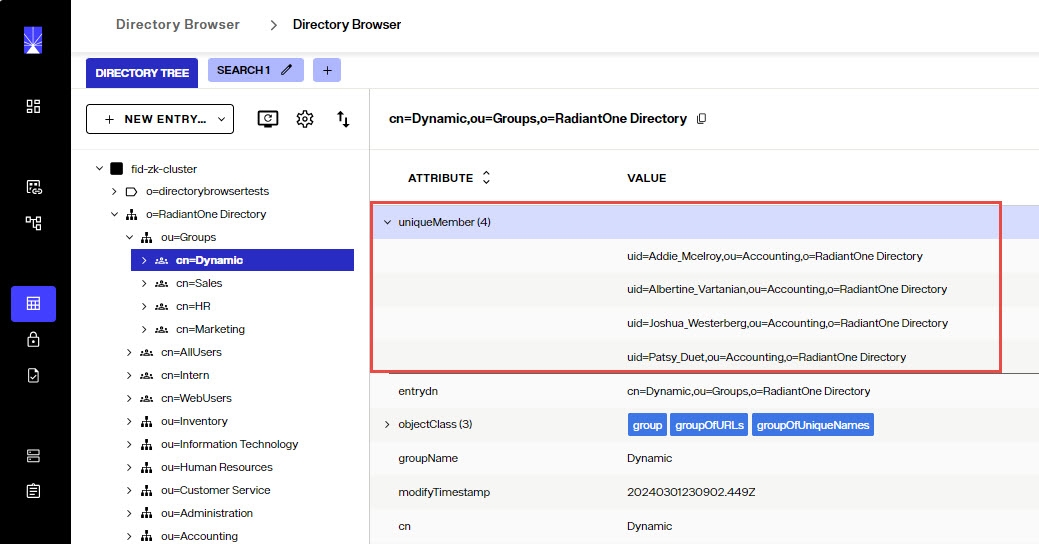 Directory Browser > Directory Browser
DIRECTORY TREE SEARCH 1 +
+ NEW ENTRY...
cn=Dynamic,ou=Groups,o=RadiantOne Directory
fid-zk-cluster
o=directorybrowsertests
o=RadiantOne Directory
ou=Groups
cn=Dynamic
cn=Sales
cn=HR
cn=Marketing
cn=AllUsers
cn=Intern
cn=WebUsers
ou=Inventory
ou=Information Technology
ou=Human Resources
ou=Customer Service
ou=Administration
ou=Accounting
ATTRIBUTE VALUE
uniqueMember (4)
uid=Addie_Mcelroy,ou=Accounting,o=RadiantOne Directory
uid=Albertine_Vartanian,ou=Accounting,o=RadiantOne Directory
uid=Joshua_Westerberg,ou=Accounting,o=RadiantOne Directory
uid=Patsy_Duet,ou=Accounting,o=RadiantOne Directory
entrydn cn=Dynamic,ou=Groups,o=RadiantOne Directory
objectClass (3) group groupOfURLs groupOfUniqueNames
groupName Dynamic
modifyTimestamp 20240301230902.449Z
cn Dynamic